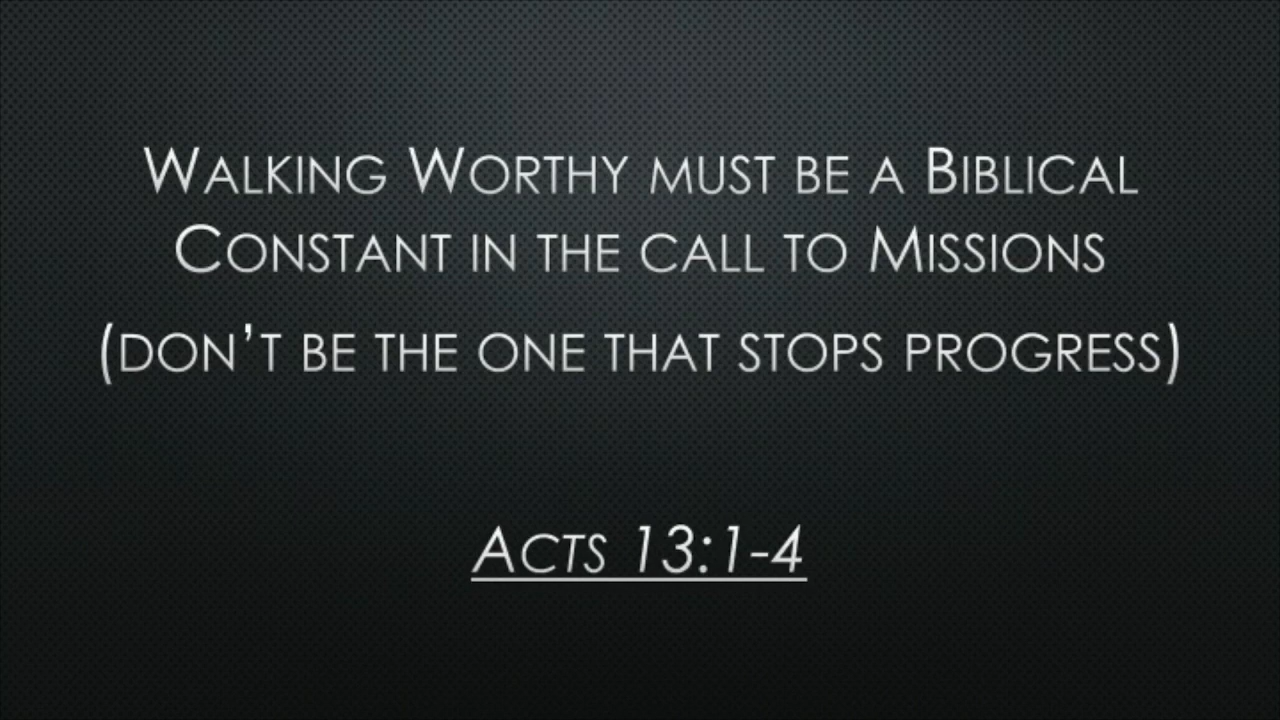 Walking Worthy must be a Biblical
Constant in the call to Missions
(don’t be the one that stops progress)
Acts 13:1-4